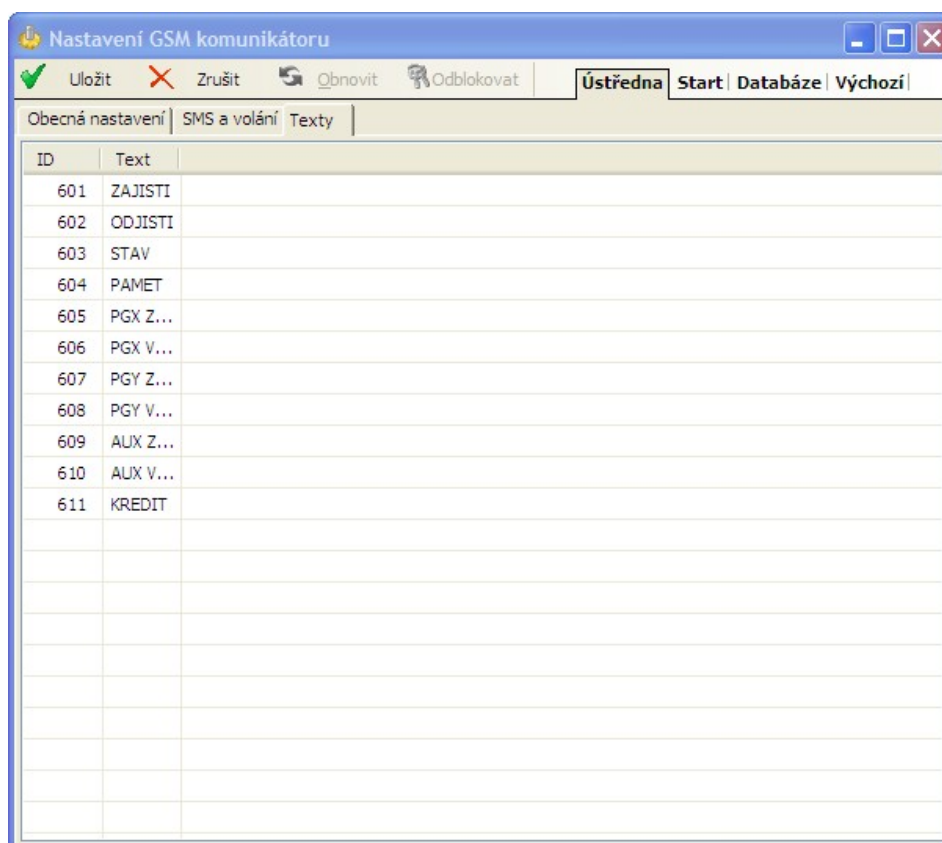 Nastavení GSM komunikátoru
Uložit Zrušit Obnovit Odblokovat Ústředna Start Databáze Výchozí
Obecná nastavení SMS a volání Texty
ID Text
601 ZAJISTI
602 ODJISTI
603 STAV
604 PAMET
605 PGX Z...
606 PGX V...
607 PGY Z...
608 PGY V...
609 AUX Z...
610 AUX V...
611 KREDIT